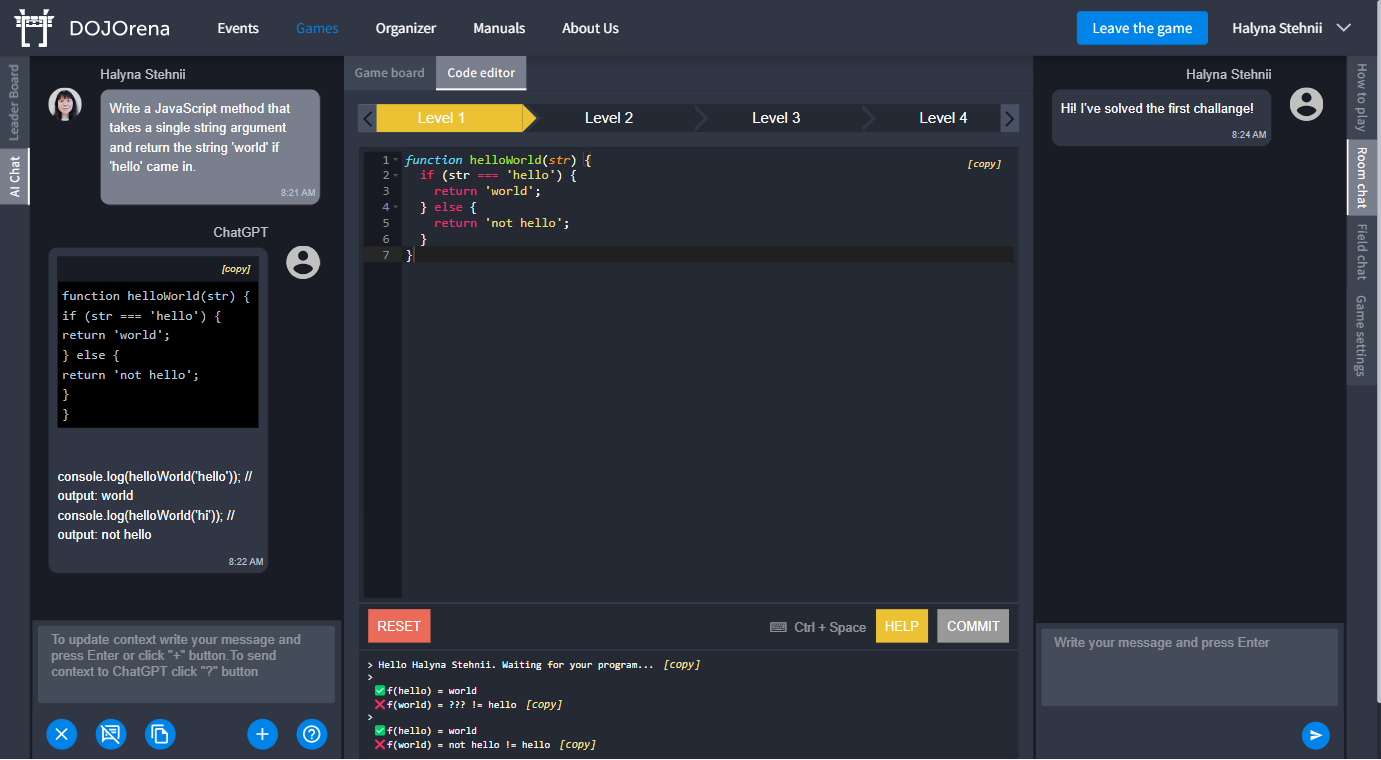 DOJOrena
Events
Games
Organizer
Manuals
About Us
Leave the game
Halyna Stehnii
Leader Board
AI Chat
Halyna Stehnii
Write a JavaScript method that
takes a single string argument
and return the string 'world' if
'hello' came in.
8:21 AM
ChatGPT
[copy]
function helloWorld(str) {
if (str === 'hello') {
return 'world';
} else {
return 'not hello';
}
}
console.log(helloWorld('hello')); //
output: world
console.log(helloWorld('hi')); //
output: not hello
8:22 AM
To update context write your message and
press Enter or click "+" button.To send
context to ChatGPT click "?" button
Game board
Code editor
Level 1
Level 2
Level 3
Level 4
[copy]
1 function helloWorld(str) {
2 if (str === 'hello') {
3 return 'world';
4 } else {
5 return 'not hello';
6 }
7 }
RESET
Ctrl + Space
HELP
COMMIT
> Hello Halyna Stehnii. Waiting for your program... [copy]
>
✅f(hello) = world
❌f(world) = ??? != hello [copy]
>
✅f(hello) = world
❌f(world) = not hello != hello [copy]
Halyna Stehnii
Hi! I've solved the first challange!
8:24 AM
Write your message and press Enter
How to play
Room chat
Field chat
Game settings